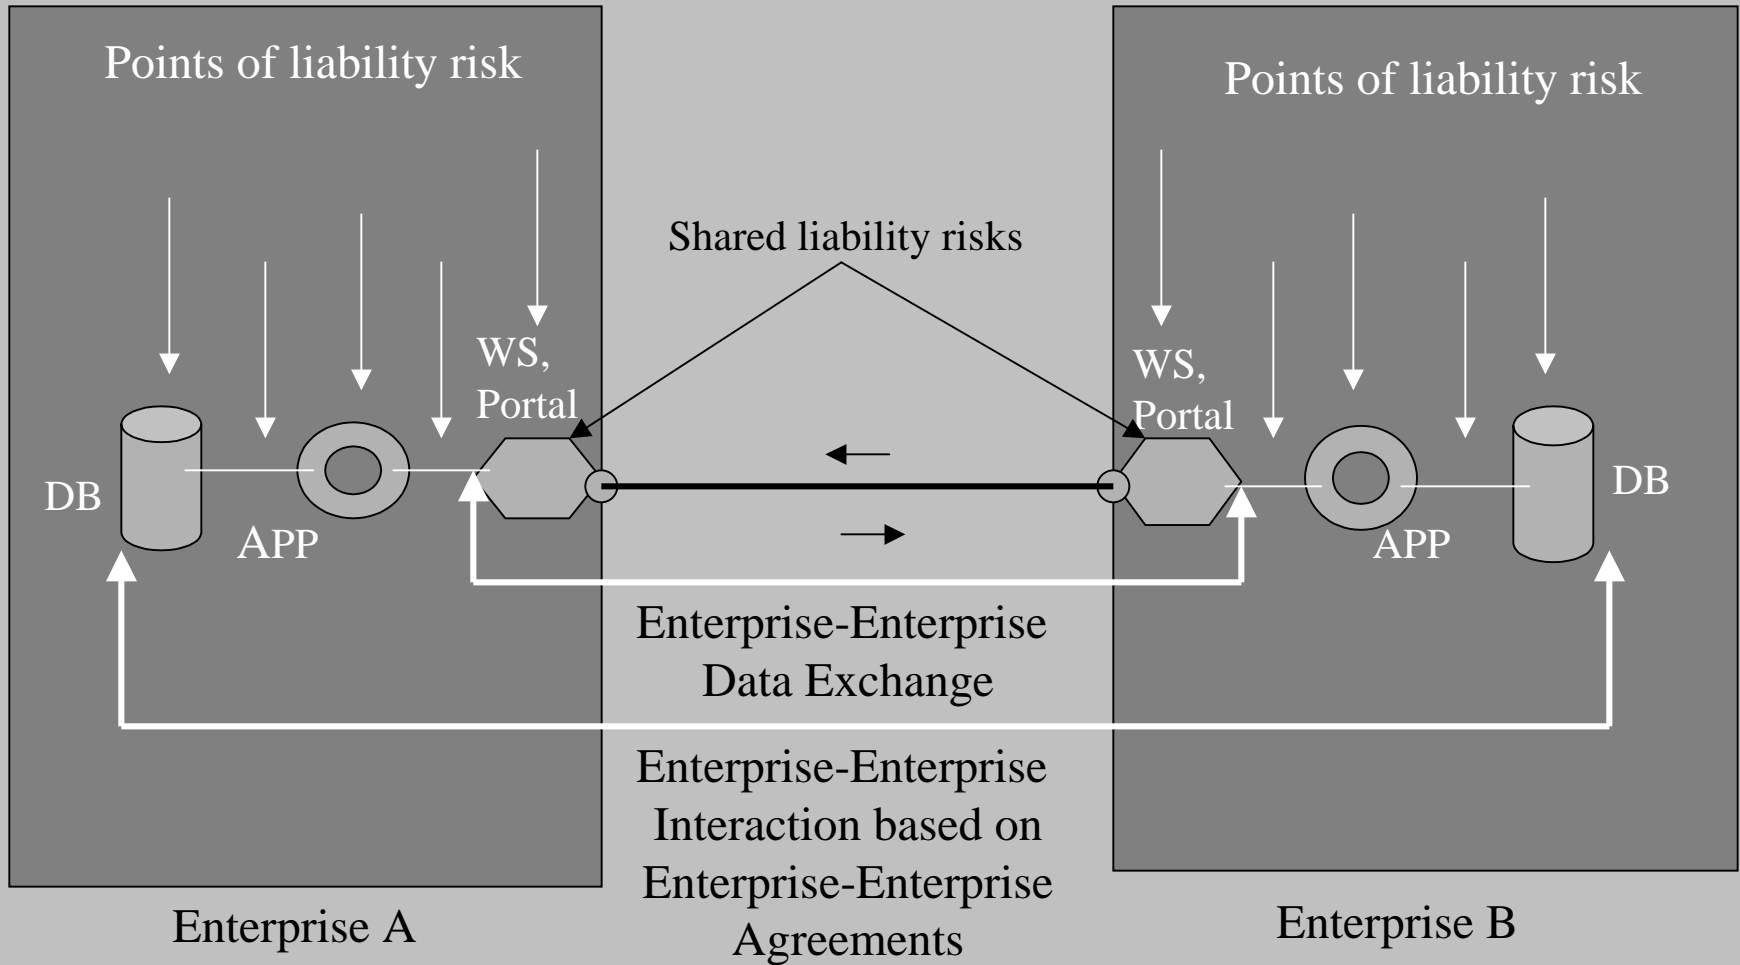 Points of liability risk
Points of liability risk
Shared liability risks
WS,
Portal
WS,
Portal
DB
APP
APP
DB
Enterprise-Enterprise
Data Exchange
Enterprise-Enterprise
Interaction based on
Enterprise-Enterprise
Agreements
Enterprise A
Enterprise B